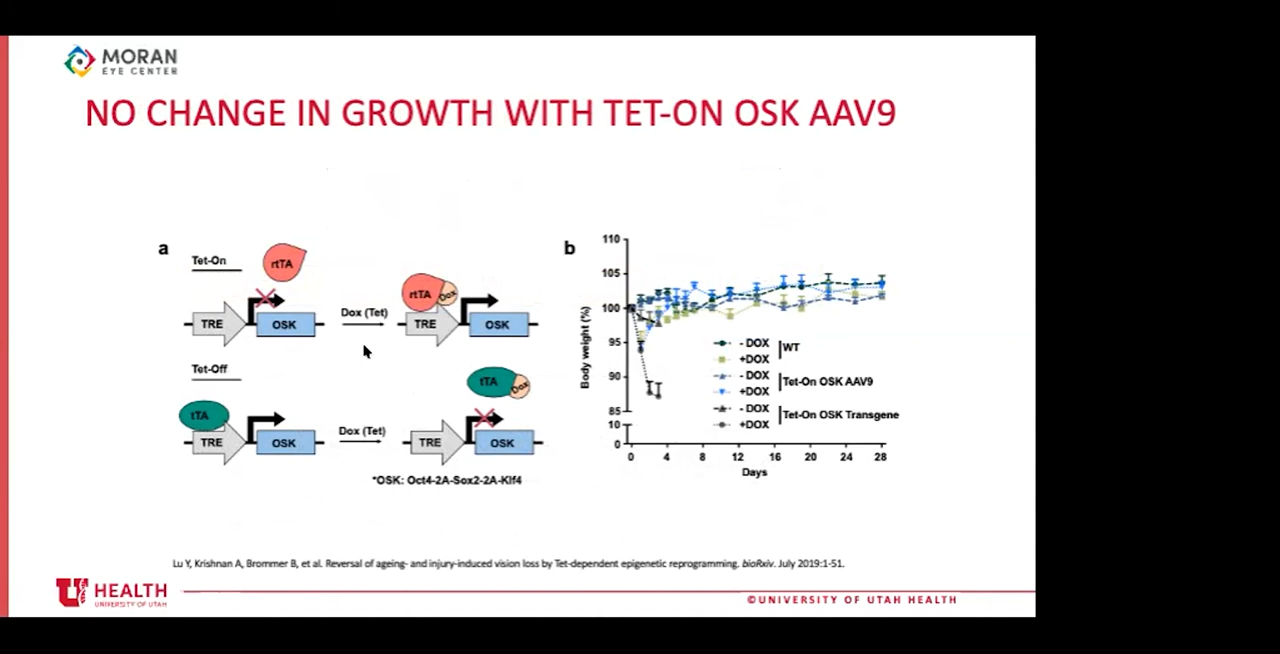 MORAN
EYE CENTER
NO CHANGE IN GROWTH WITH TET-ON OSK AAV9
a
Tet-On
rtTA
TRE
OSK
Dox (Tet)
rtTA
Dox
TRE
OSK
Tet-Off
tTA
TRE
OSK
Dox (Tet)
tTA
Dox
TRE
OSK
*OSK: Oct4-2A-Sox2-2A-Klf4
b
Body weight (%)
110
105
100
95
90
85
10
0
0 4 8 12 16 20 24 28
Days
- DOX
+DOX
WT
- DOX
+DOX
Tet-On OSK AAV9
- DOX
+DOX
Tet-On OSK Transgene
Lu Y, Krishnan A, Brommer B, et al. Reversal of ageing- and injury-induced vision loss by Tet-dependent epigenetic reprogramming. bioRxiv. July 2019:1-51.
U HEALTH
UNIVERSITY OF UTAH
©UNIVERSITY OF UTAH HEALTH